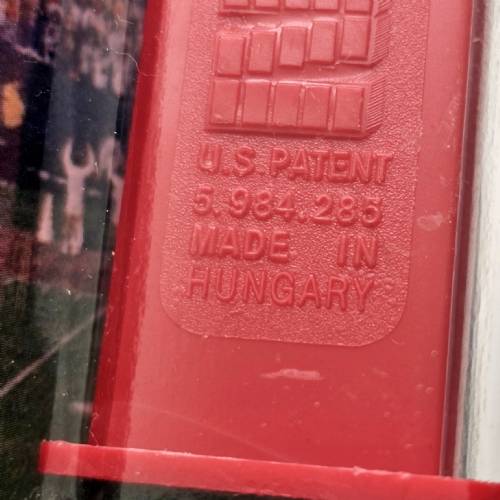 U.S. PATENT
5.984.285
MADE IN
HUNGARY